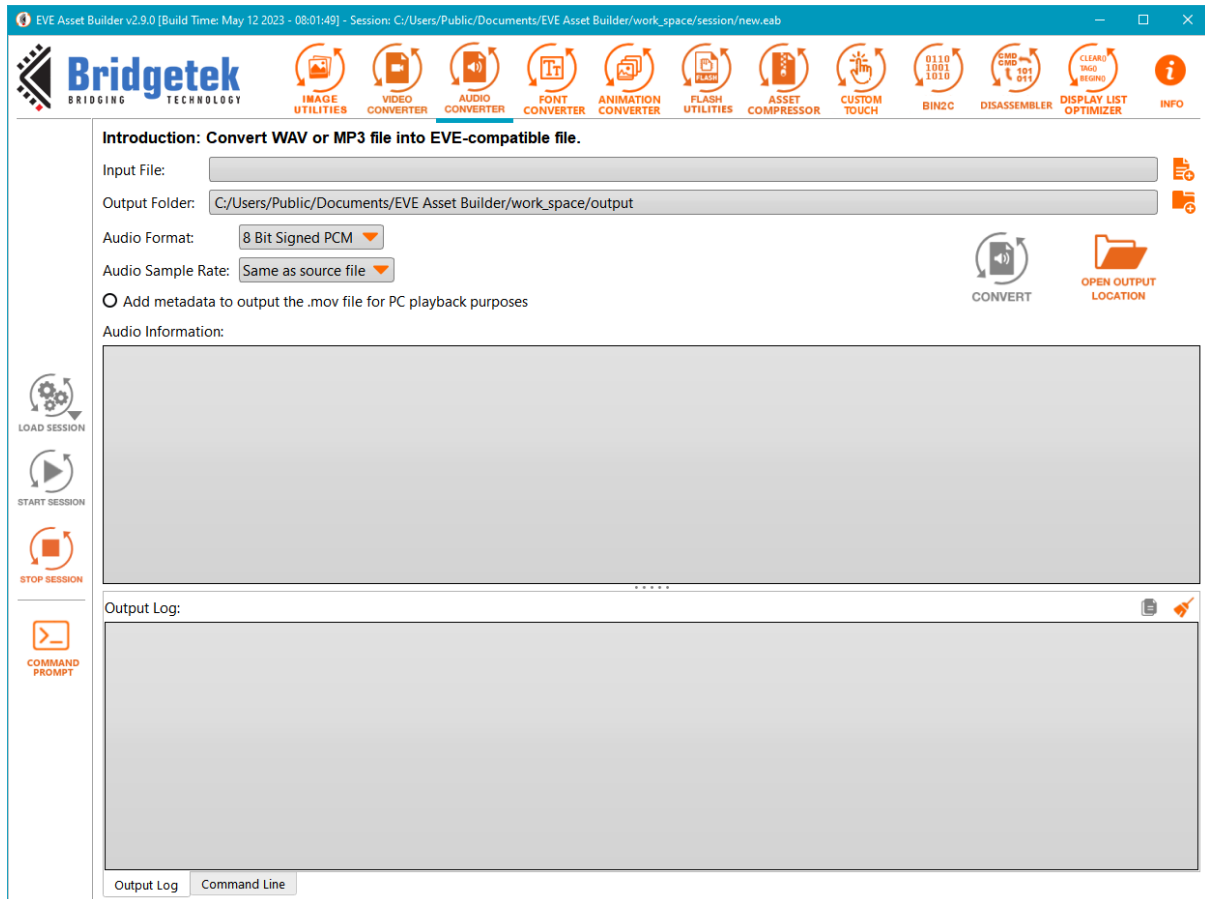 EVE Asset Builder v2.9.0 [Build Time: May 12 2023 - 08:01:49] - Session: C:/Users/Public/Documents/EVE Asset Builder/work_space/session/new.eab
Bridgetek
BRIDGING TECHNOLOGY
IMAGE UTILITIES
VIDEO CONVERTER
AUDIO CONVERTER
FONT CONVERTER
ANIMATION CONVERTER
FLASH
FLASH UTILITIES
ASSET COMPRESSOR
CUSTOM TOUCH
0110
1001
1010
BIN2C
CMD
CMD
101
011
DISASSEMBLER
CLEAR()
TAG()
BEGIN()
DISPLAY LIST OPTIMIZER
INFO
Introduction: Convert WAV or MP3 file into EVE-compatible file.
Input File:
Output Folder: C:/Users/Public/Documents/EVE Asset Builder/work_space/output
Audio Format: 8 Bit Signed PCM
Audio Sample Rate: Same as source file
Add metadata to output the .mov file for PC playback purposes
CONVERT
OPEN OUTPUT LOCATION
Audio Information:
LOAD SESSION
START SESSION
STOP SESSION
COMMAND PROMPT
Output Log:
Output Log Command Line